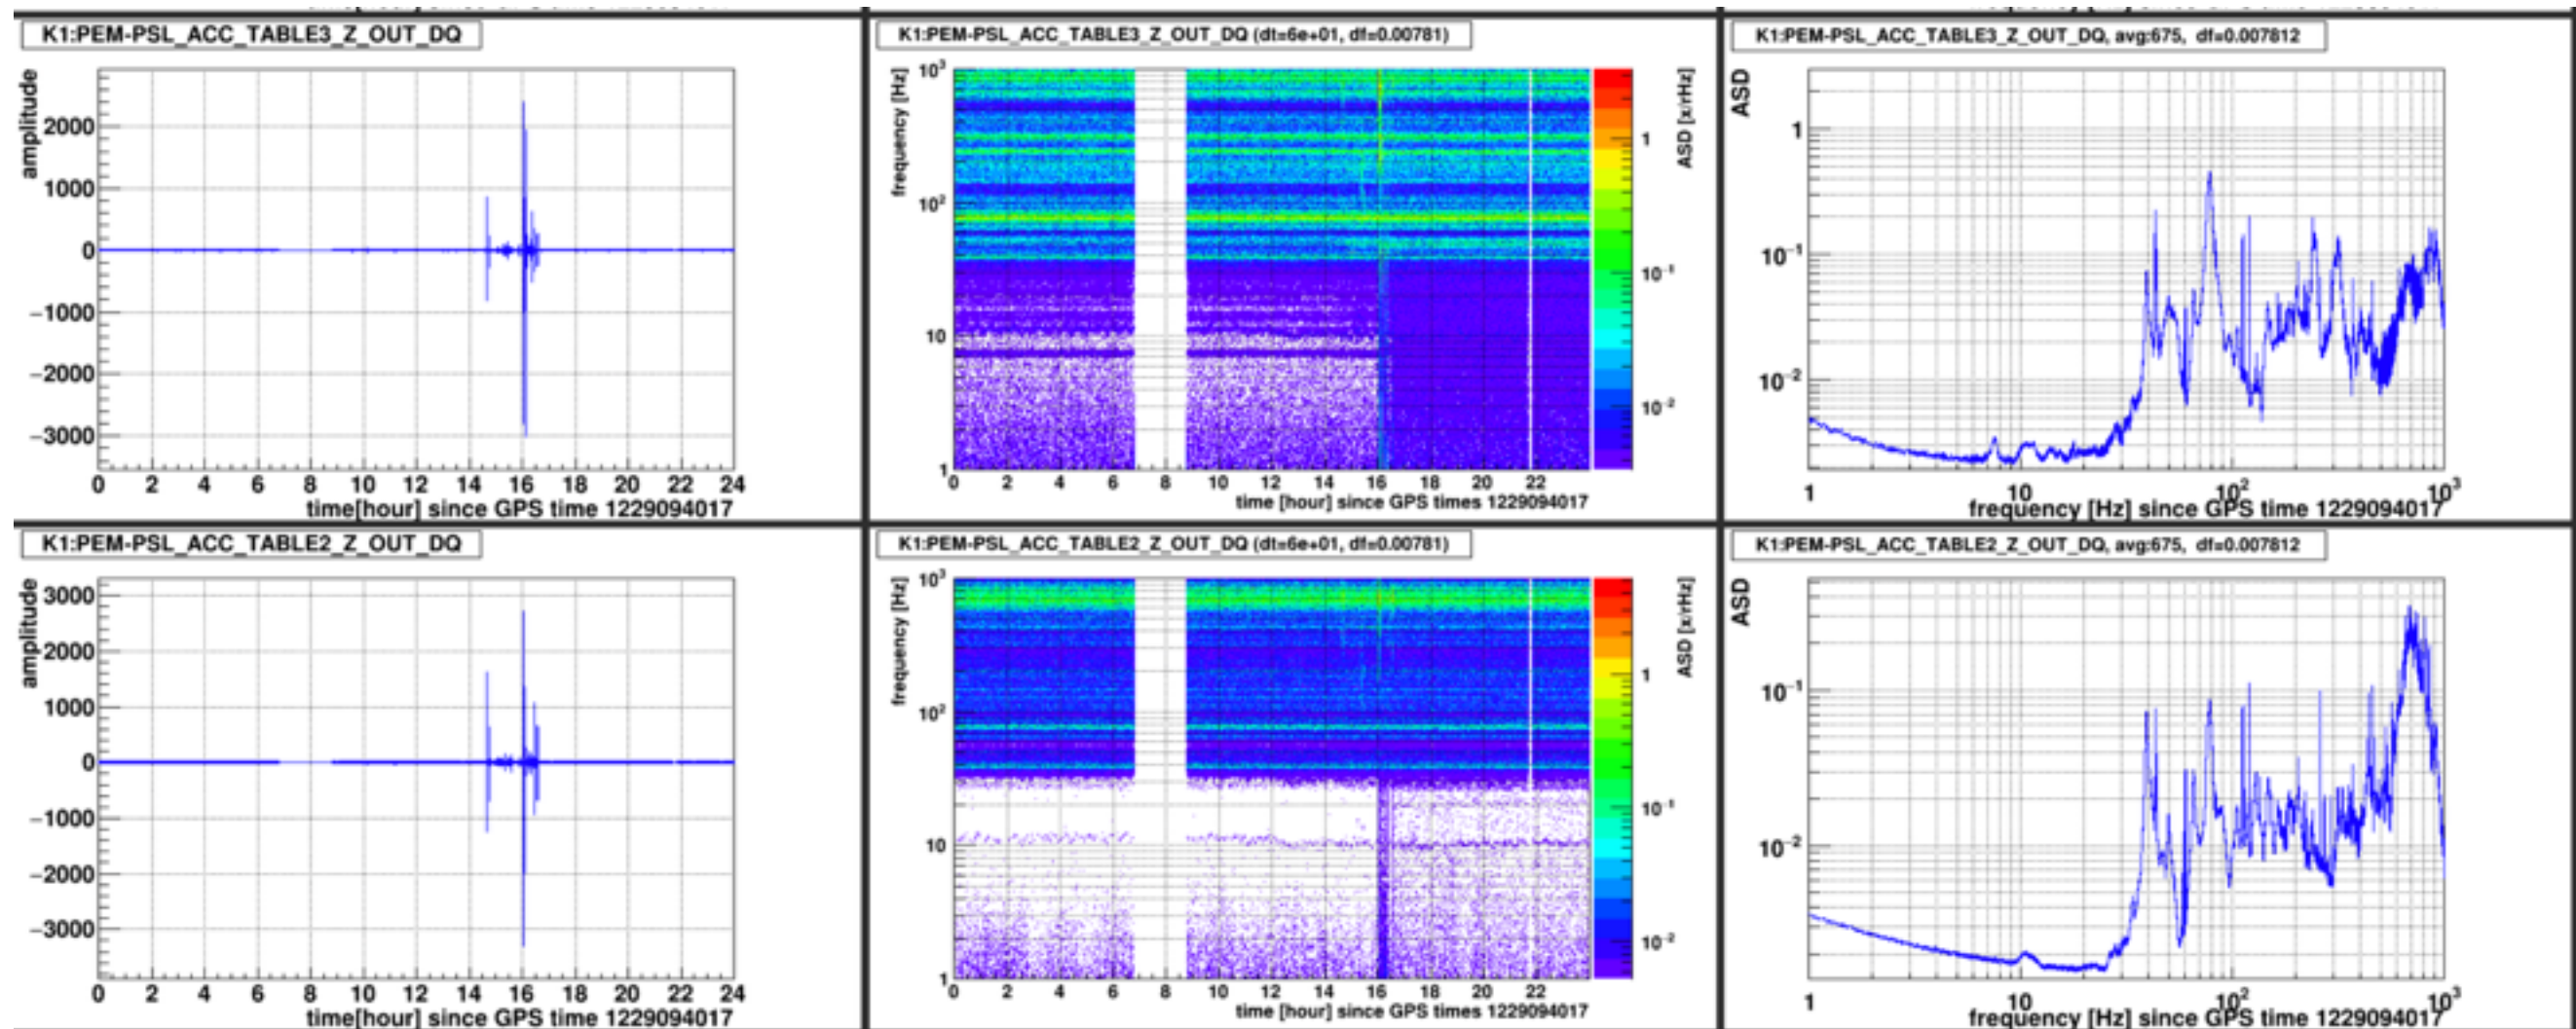 K1:PEM-PSL_ACC_TABLE3_Z_OUT_DQ
amplitude
2000
1000
0
−1000
−2000
−3000
0 2 4 6 8 10 12 14 16 18 20 22 24
time[hour] since GPS time 1229094017
K1:PEM-PSL_ACC_TABLE3_Z_OUT_DQ (dt=6e+01, df=0.00781)
frequency [Hz]
10³
10²
10
1
0 2 4 6 8 10 12 14 16 18 20 22
time [hour] since GPS times 1229094017
1
10⁻¹
10⁻²
ASD [x/rHz]
K1:PEM-PSL_ACC_TABLE3_Z_OUT_DQ, avg:675, df=0.007812
ASD
1
10⁻¹
10⁻²
1 10 10² 10³
frequency [Hz] since GPS time 1229094017
K1:PEM-PSL_ACC_TABLE2_Z_OUT_DQ
amplitude
3000
2000
1000
0
−1000
−2000
−3000
0 2 4 6 8 10 12 14 16 18 20 22 24
time[hour] since GPS time 1229094017
K1:PEM-PSL_ACC_TABLE2_Z_OUT_DQ (dt=6e+01, df=0.00781)
frequency [Hz]
10³
10²
10
1
0 2 4 6 8 10 12 14 16 18 20 22
time [hour] since GPS times 1229094017
1
10⁻¹
10⁻²
ASD [x/rHz]
K1:PEM-PSL_ACC_TABLE2_Z_OUT_DQ, avg:675, df=0.007812
ASD
10⁻¹
10⁻²
1 10 10² 10³
frequency [Hz] since GPS time 1229094017